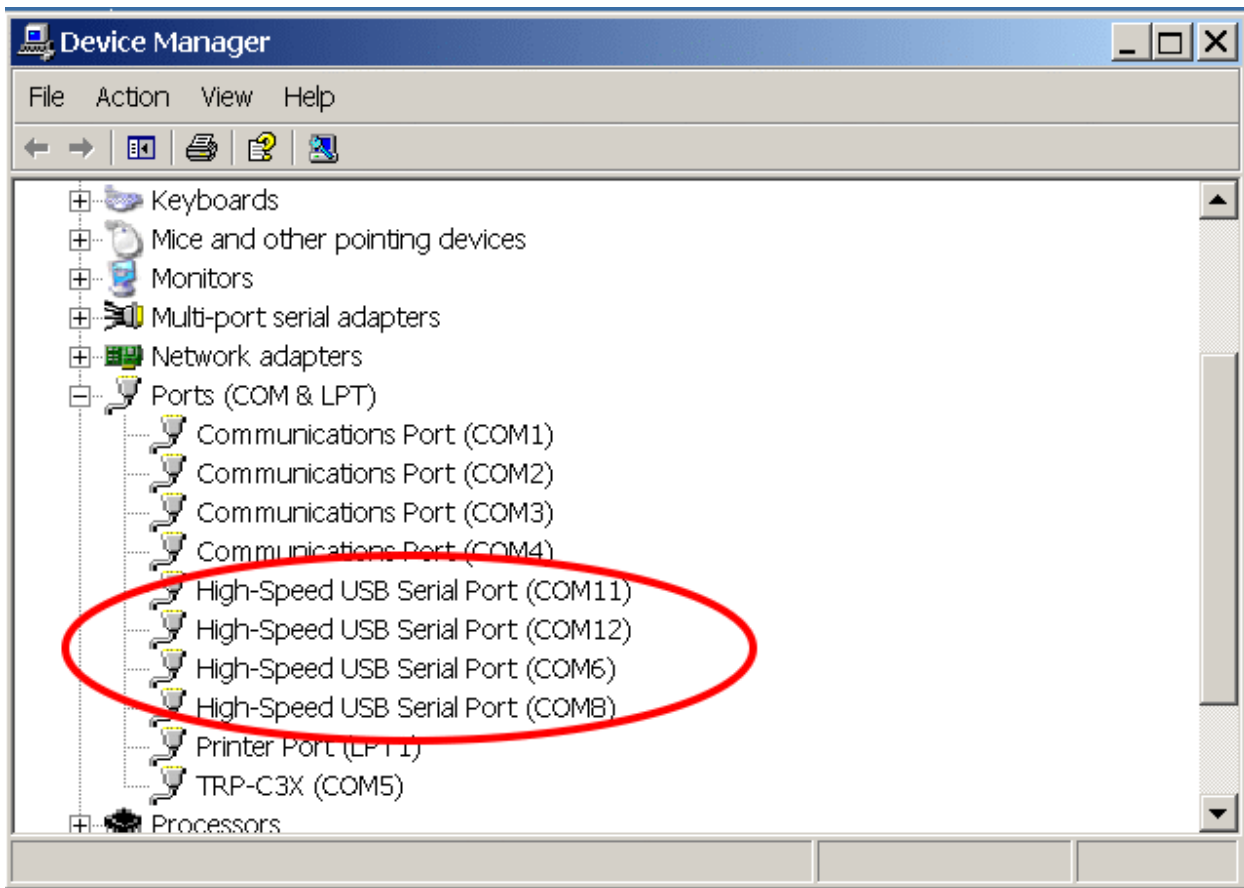 Device Manager
File Action View Help
Keyboards
Mice and other pointing devices
Monitors
Multi-port serial adapters
Network adapters
Ports (COM & LPT)
Communications Port (COM1)
Communications Port (COM2)
Communications Port (COM3)
Communications Port (COM4)
High-Speed USB Serial Port (COM11)
High-Speed USB Serial Port (COM12)
High-Speed USB Serial Port (COM6)
High-Speed USB Serial Port (COM8)
Printer Port (LPT1)
TRP-C3X (COM5)
Processors